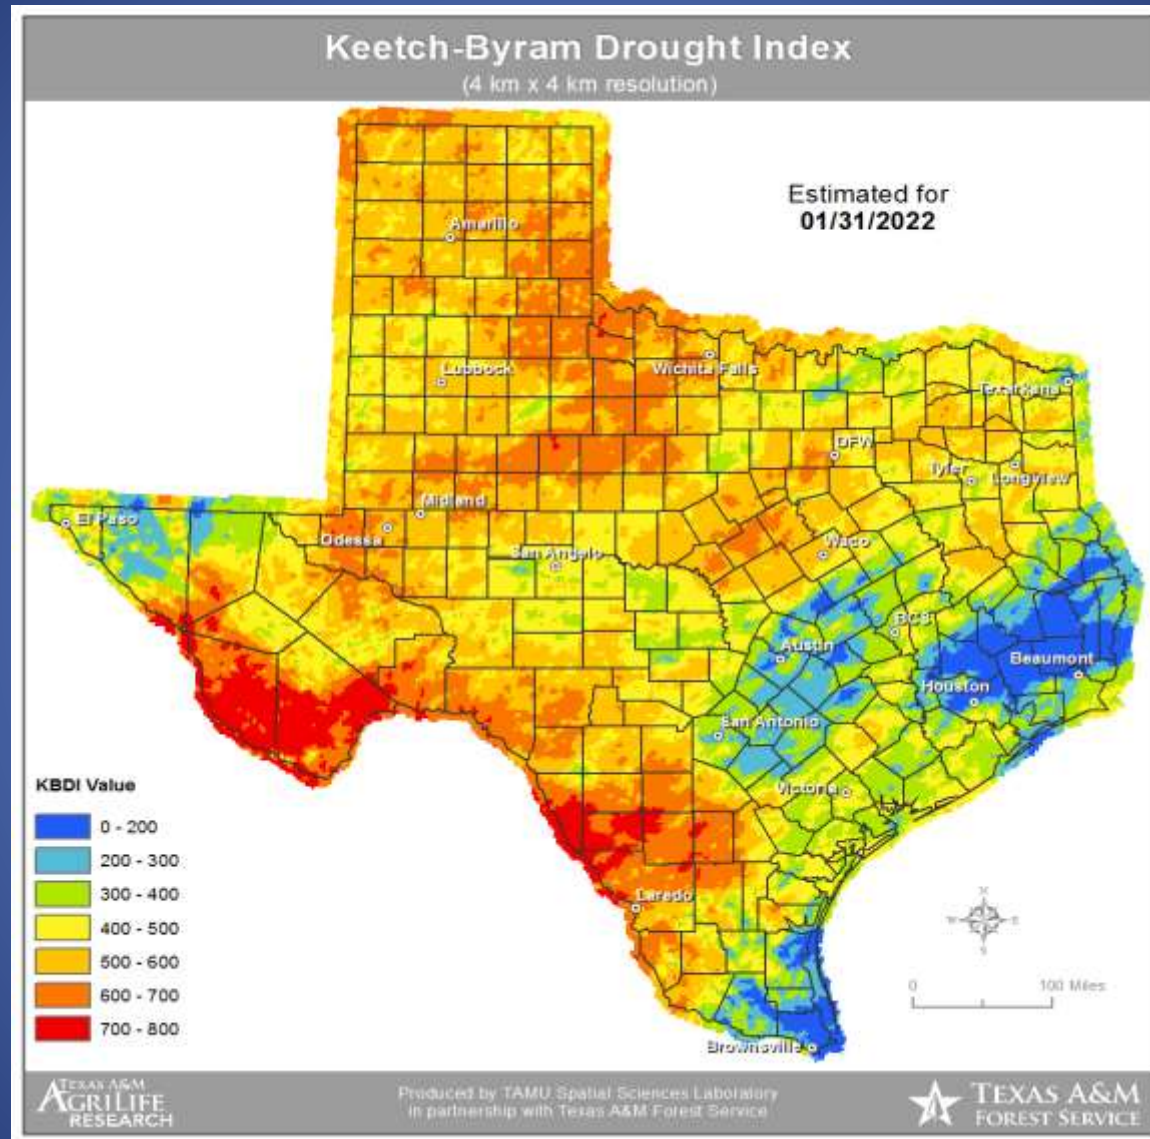 Keetch-Byram Drought Index
(4 km x 4 km resolution)
Estimated for
01/31/2022
Amarillo
Lubbock
Wichita Falls
Texarkana
DFW
Tyler
Longview
Midland
El Paso
Odessa
San Angelo
Waco
BCS
Austin
Beaumont
Houston
San Antonio
Victoria
Laredo
Brownsville
KBDI Value
0 - 200
200 - 300
300 - 400
400 - 500
500 - 600
600 - 700
700 - 800
N
W E
S
0 100 Miles
TEXAS A&M
AGRILIFE
RESEARCH
Produced by TAMU Spatial Sciences Laboratory
in partnership with Texas A&M Forest Service
TEXAS A&M
FOREST SERVICE